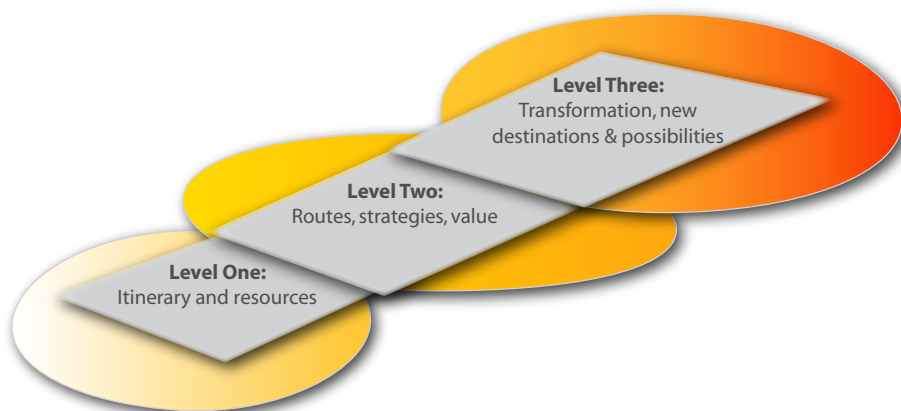 Level Three:
Transformation, new
destinations & possibilities
Level Two:
Routes, strategies, value
Level One:
Itinerary and resources